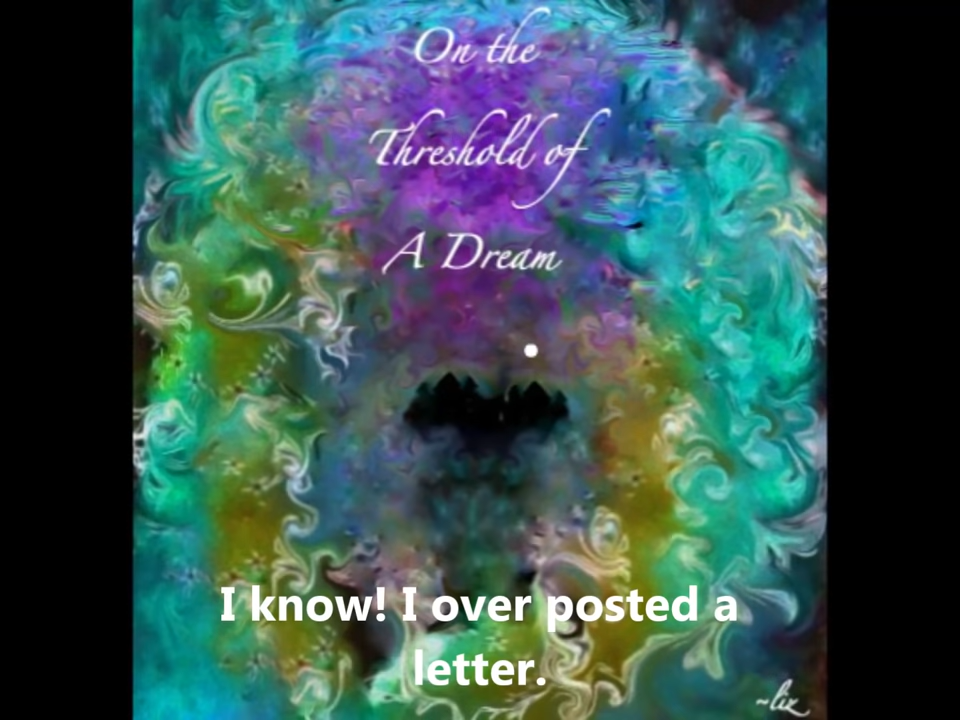 On the
Threshold of
A Dream
I know! I over posted a
letter.
~liz